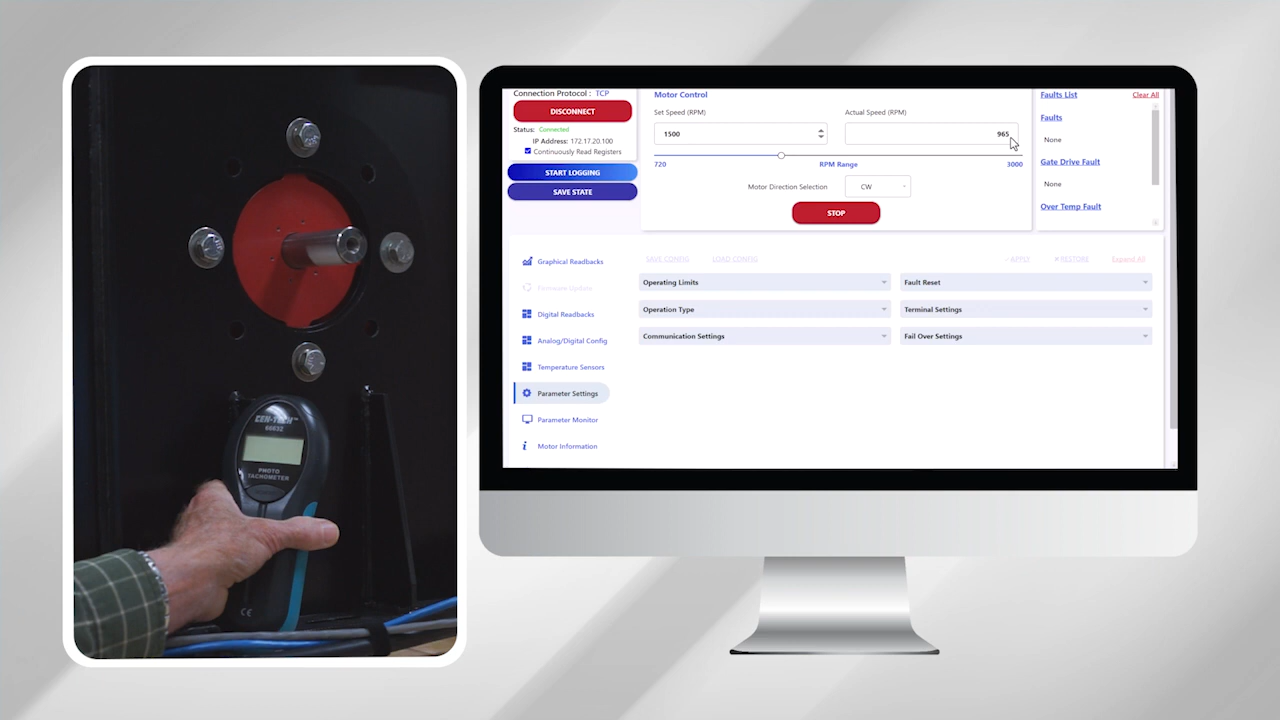 CEN-TECH™
66632
PHOTO
TACHOMETER
CE
Connection Protocol : TCP
DISCONNECT
Status: Connected
IP Address: 172.17.20.100
Continuously Read Registers
START LOGGING
SAVE STATE
Motor Control
Set Speed (RPM)
Actual Speed (RPM)
1500
965
720
RPM Range
3000
Motor Direction Selection
CW
STOP
Faults List
Clear All
Faults
None
Gate Drive Fault
None
Over Temp Fault
Graphical Readbacks
Firmware Update
Digital Readbacks
Analog/Digital Config
Temperature Sensors
Parameter Settings
Parameter Monitor
Motor Information
SAVE CONFIG
LOAD CONFIG
APPLY
RESTORE
Expand All
Operating Limits
Fault Reset
Operation Type
Terminal Settings
Communication Settings
Fail Over Settings